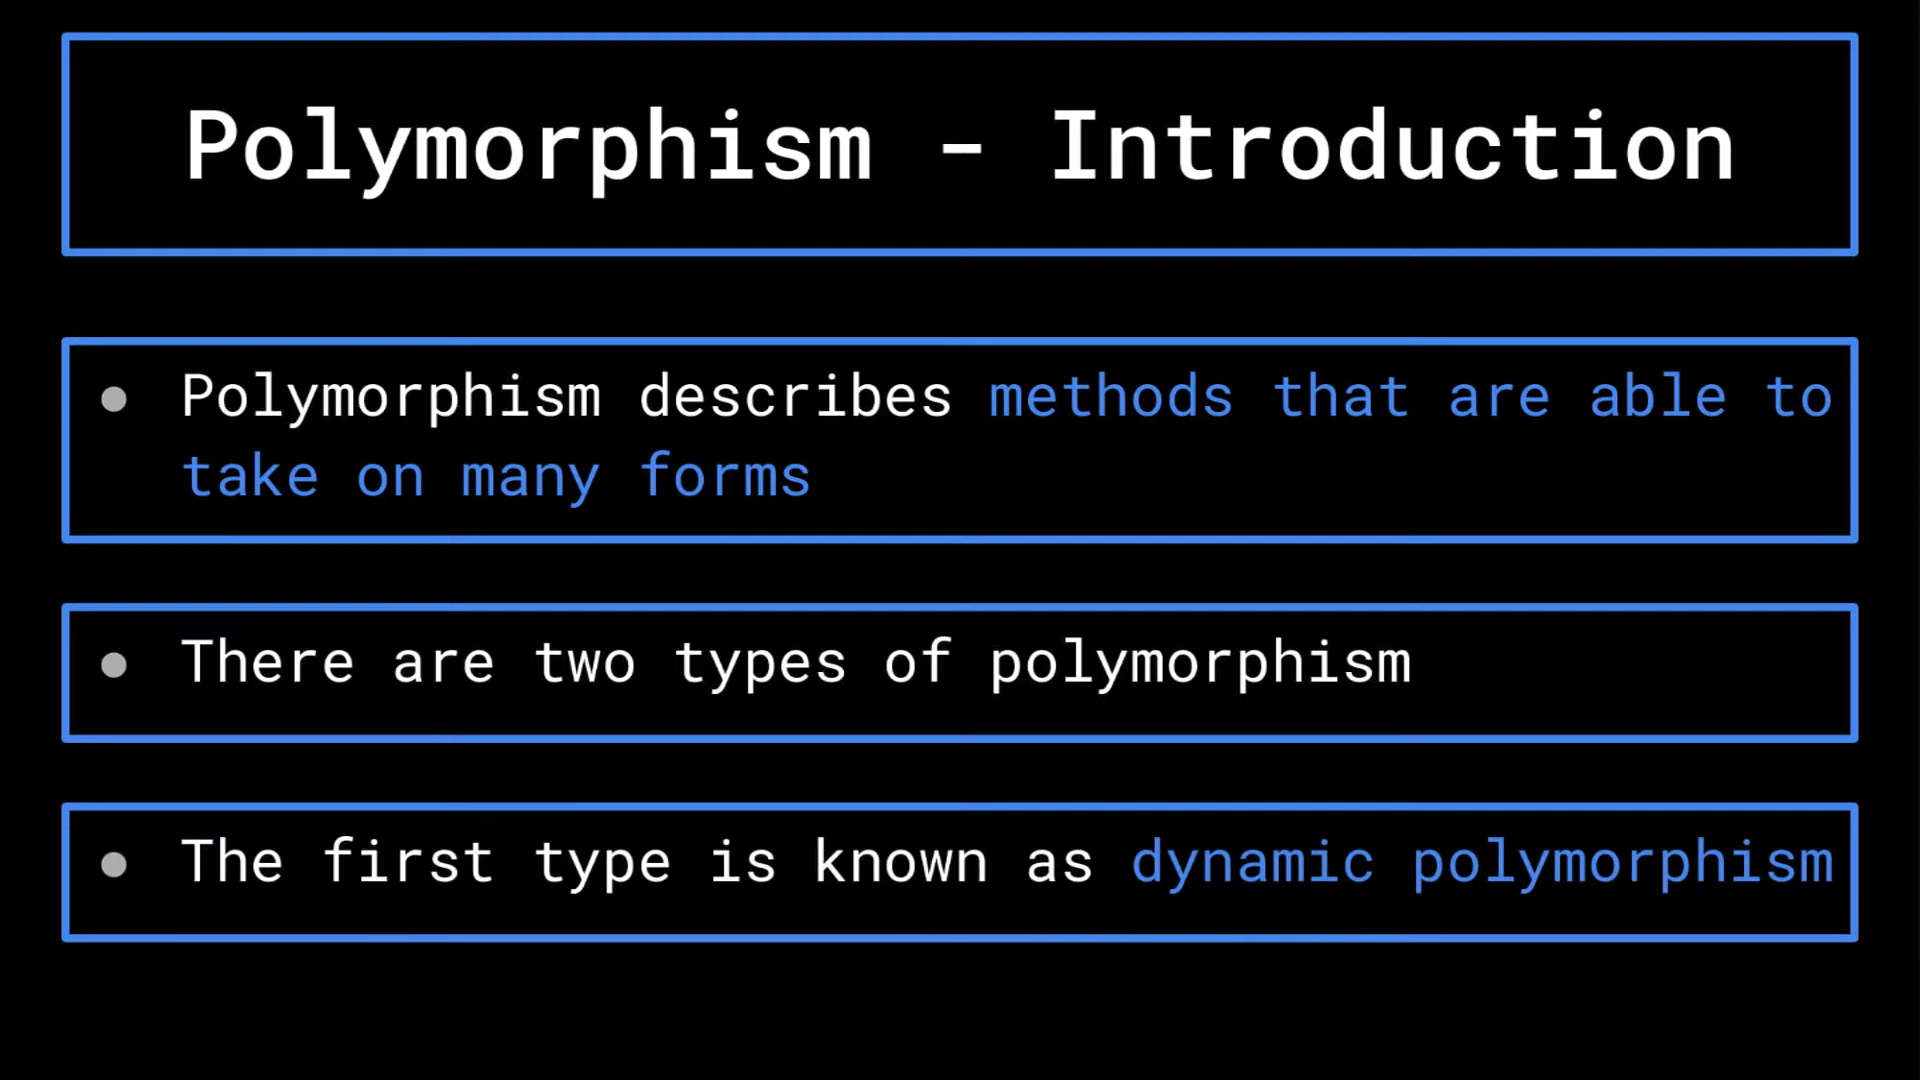 Polymorphism - Introduction
● Polymorphism describes methods that are able to
take on many forms
● There are two types of polymorphism
● The first type is known as dynamic polymorphism